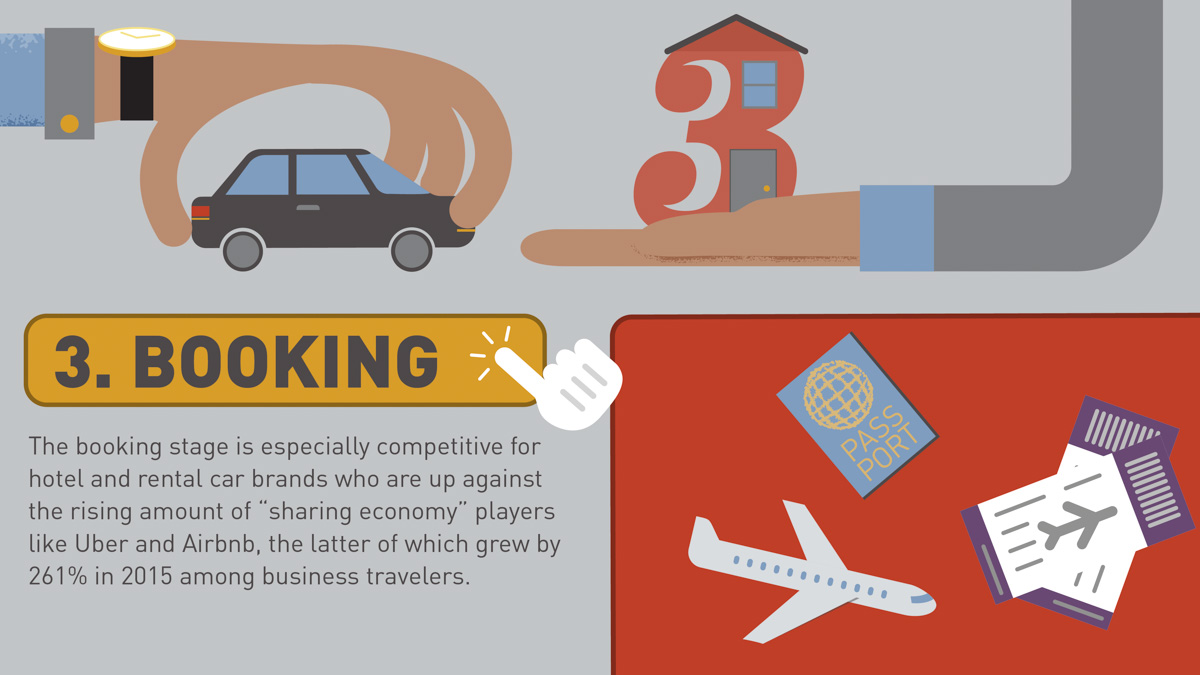 3
3. BOOKING
The booking stage is especially competitive for
hotel and rental car brands who are up against
the rising amount of “sharing economy” players
like Uber and Airbnb, the latter of which grew by
261% in 2015 among business travelers.
PASS
PORT